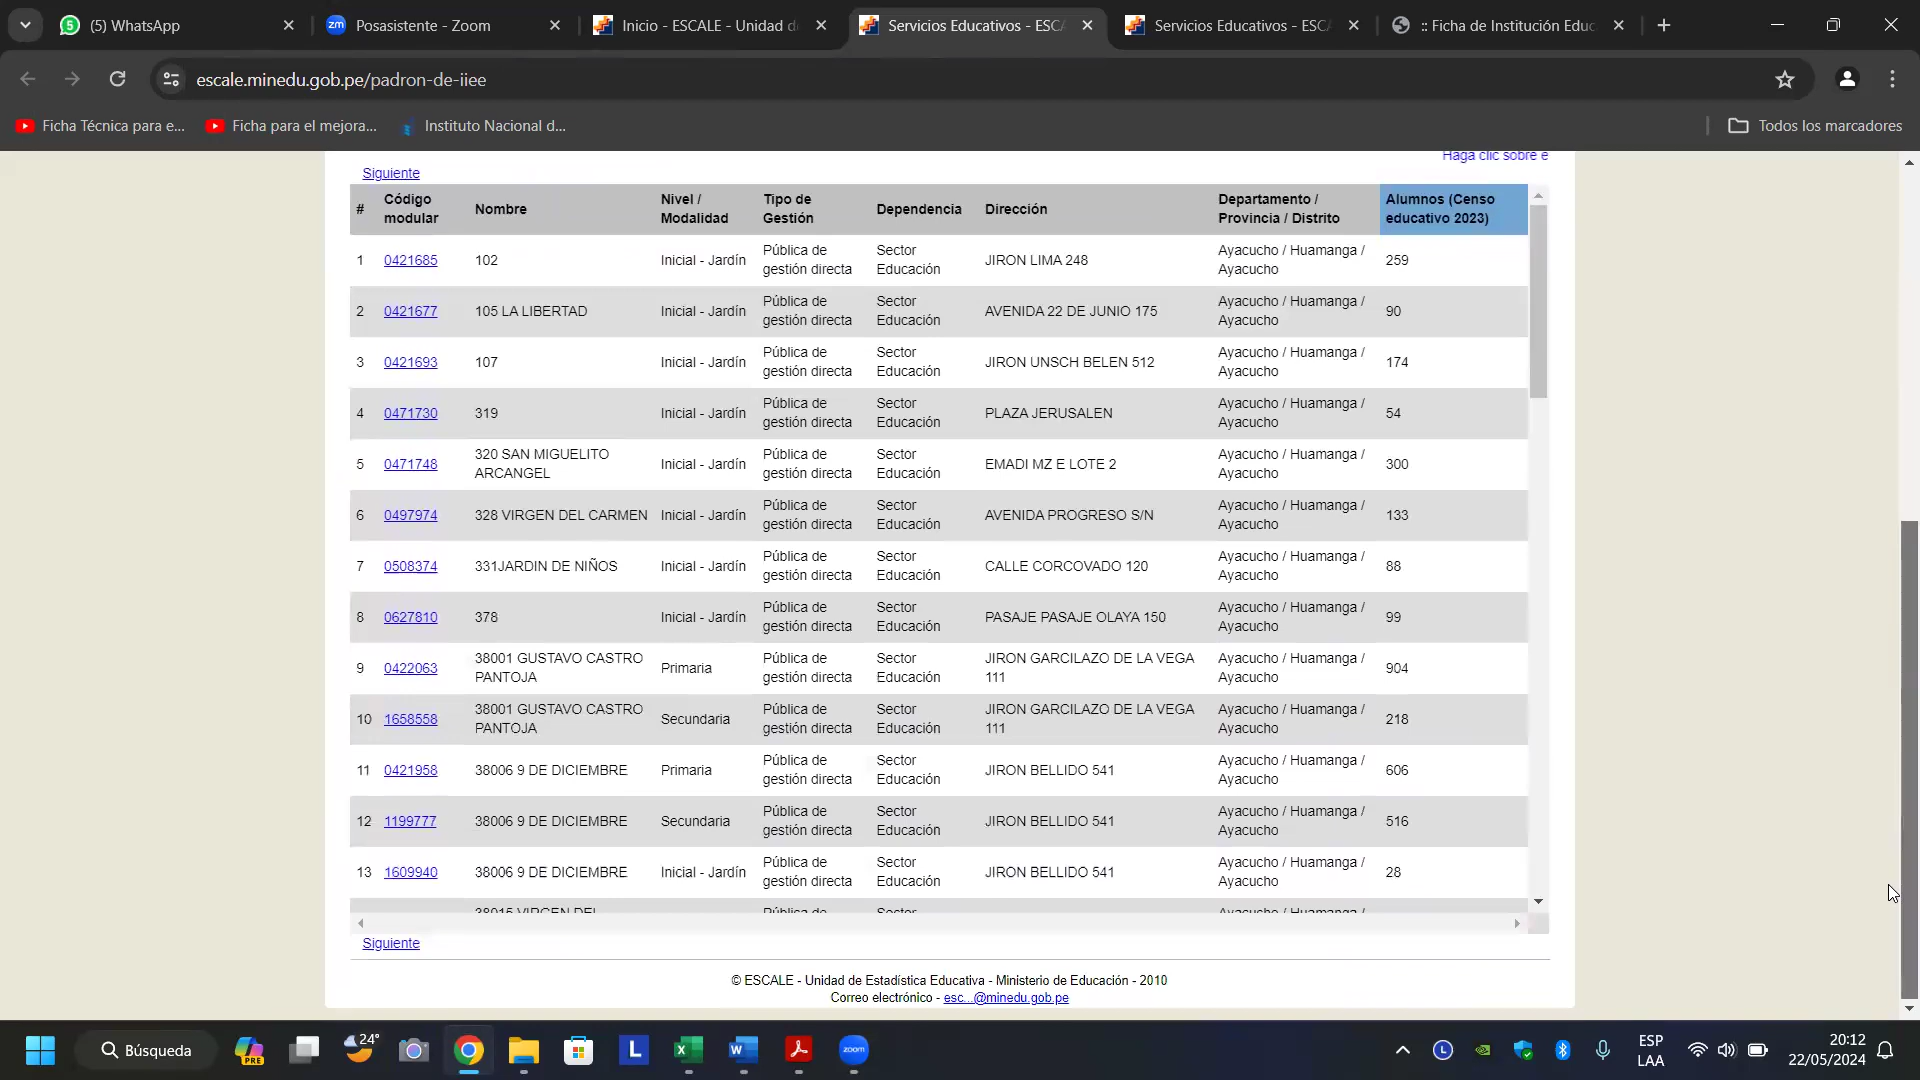 (5) WhatsApp
Posasistente - Zoom
Inicio - ESCALE - Unidad d
Servicios Educativos - ESCA
Servicios Educativos - ESCA
:: Ficha de Institución Educ
escale.minedu.gob.pe/padron-de-iiee
Ficha Técnica para e...
Ficha para el mejora...
Instituto Nacional d...
Todos los marcadores
Haga clic sobre e
Siguiente
# Código modular Nombre Nivel / Modalidad Tipo de Gestión Dependencia Dirección Departamento / Provincia / Distrito Alumnos (Censo educativo 2023)
1 0421685 102 Inicial - Jardín Pública de gestión directa Sector Educación JIRON LIMA 248 Ayacucho / Huamanga / Ayacucho 259
2 0421677 105 LA LIBERTAD Inicial - Jardín Pública de gestión directa Sector Educación AVENIDA 22 DE JUNIO 175 Ayacucho / Huamanga / Ayacucho 90
3 0421693 107 Inicial - Jardín Pública de gestión directa Sector Educación JIRON UNSCH BELEN 512 Ayacucho / Huamanga / Ayacucho 174
4 0471730 319 Inicial - Jardín Pública de gestión directa Sector Educación PLAZA JERUSALEN Ayacucho / Huamanga / Ayacucho 54
5 0471748 320 SAN MIGUELITO ARCANGEL Inicial - Jardín Pública de gestión directa Sector Educación EMADI MZ E LOTE 2 Ayacucho / Huamanga / Ayacucho 300
6 0497974 328 VIRGEN DEL CARMEN Inicial - Jardín Pública de gestión directa Sector Educación AVENIDA PROGRESO S/N Ayacucho / Huamanga / Ayacucho 133
7 0508374 331JARDIN DE NIÑOS Inicial - Jardín Pública de gestión directa Sector Educación CALLE CORCOVADO 120 Ayacucho / Huamanga / Ayacucho 88
8 0627810 378 Inicial - Jardín Pública de gestión directa Sector Educación PASAJE PASAJE OLAYA 150 Ayacucho / Huamanga / Ayacucho 99
9 0422063 38001 GUSTAVO CASTRO PANTOJA Primaria Pública de gestión directa Sector Educación JIRON GARCILAZO DE LA VEGA 111 Ayacucho / Huamanga / Ayacucho 904
10 1658558 38001 GUSTAVO CASTRO PANTOJA Secundaria Pública de gestión directa Sector Educación JIRON GARCILAZO DE LA VEGA 111 Ayacucho / Huamanga / Ayacucho 218
11 0421958 38006 9 DE DICIEMBRE Primaria Pública de gestión directa Sector Educación JIRON BELLIDO 541 Ayacucho / Huamanga / Ayacucho 606
12 1199777 38006 9 DE DICIEMBRE Secundaria Pública de gestión directa Sector Educación JIRON BELLIDO 541 Ayacucho / Huamanga / Ayacucho 516
13 1609940 38006 9 DE DICIEMBRE Inicial - Jardín Pública de gestión directa Sector Educación JIRON BELLIDO 541 Ayacucho / Huamanga / Ayacucho 28
38015 VIRGEN DEL Pública de Sector Ayacucho / Huamanga /
Siguiente
© ESCALE - Unidad de Estadística Educativa - Ministerio de Educación - 2010
Correo electrónico - esc...@minedu.gob.pe
Búsqueda
PRE
24°
zoom
ESP
LAA
20:12
22/05/2024